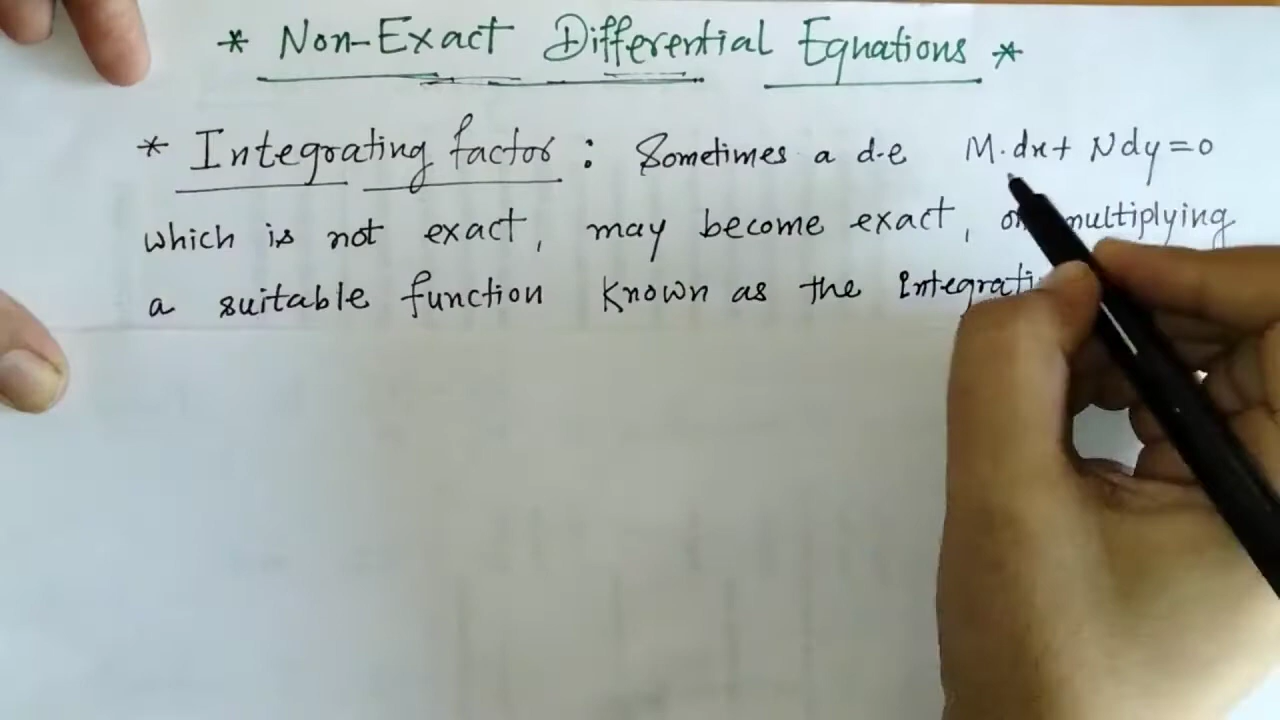 * Non-Exact Differential Equations *
* Integrating factor : Sometimes a d.e M.dx + Ndy = 0
which is not exact, may become exact, multiplying
a suitable function known as the